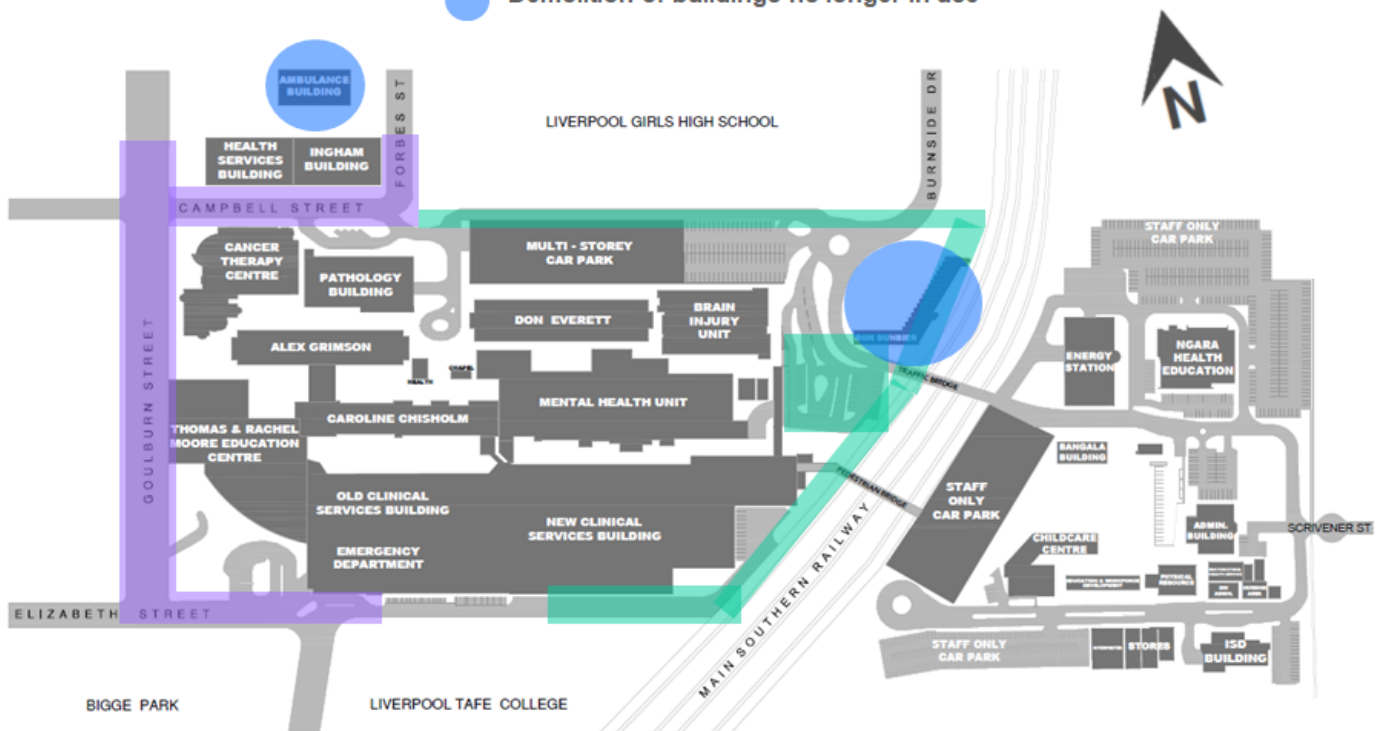 Demolition of buildings no longer in use
N
AMBULANCE
BUILDING
FORBES ST
LIVERPOOL GIRLS HIGH SCHOOL
BURNSIDE DR
HEALTH
SERVICES
BUILDING
INGHAM
BUILDING
CAMPBELL STREET
CANCER
THERAPY
CENTRE
PATHOLOGY
BUILDING
MULTI - STOREY
CAR PARK
STAFF ONLY
CAR PARK
DON EVERETT
BRAIN
INJURY
UNIT
ALEX GRIMSON
HEALTH
CHAPEL
GOULBURN STREET
TRAFFIC BRIDGE
ENERGY
STATION
NGARA
HEALTH
EDUCATION
CAROLINE CHISHOLM
MENTAL HEALTH UNIT
THOMAS & RACHEL
MOORE EDUCATION
CENTRE
BANGALA
BUILDING
PEDESTRIAN BRIDGE
STAFF
ONLY
CAR PARK
OLD CLINICAL
SERVICES BUILDING
NEW CLINICAL
SERVICES BUILDING
EMERGENCY
DEPARTMENT
ADMIN.
BUILDING
SCRIVENER ST
CHILDCARE
CENTRE
PHYSICAL
RESOURCE
MAIN SOUTHERN RAILWAY
ELIZABETH STREET
STAFF ONLY
CAR PARK
STORES
ISD
BUILDING
BIGGE PARK
LIVERPOOL TAFE COLLEGE